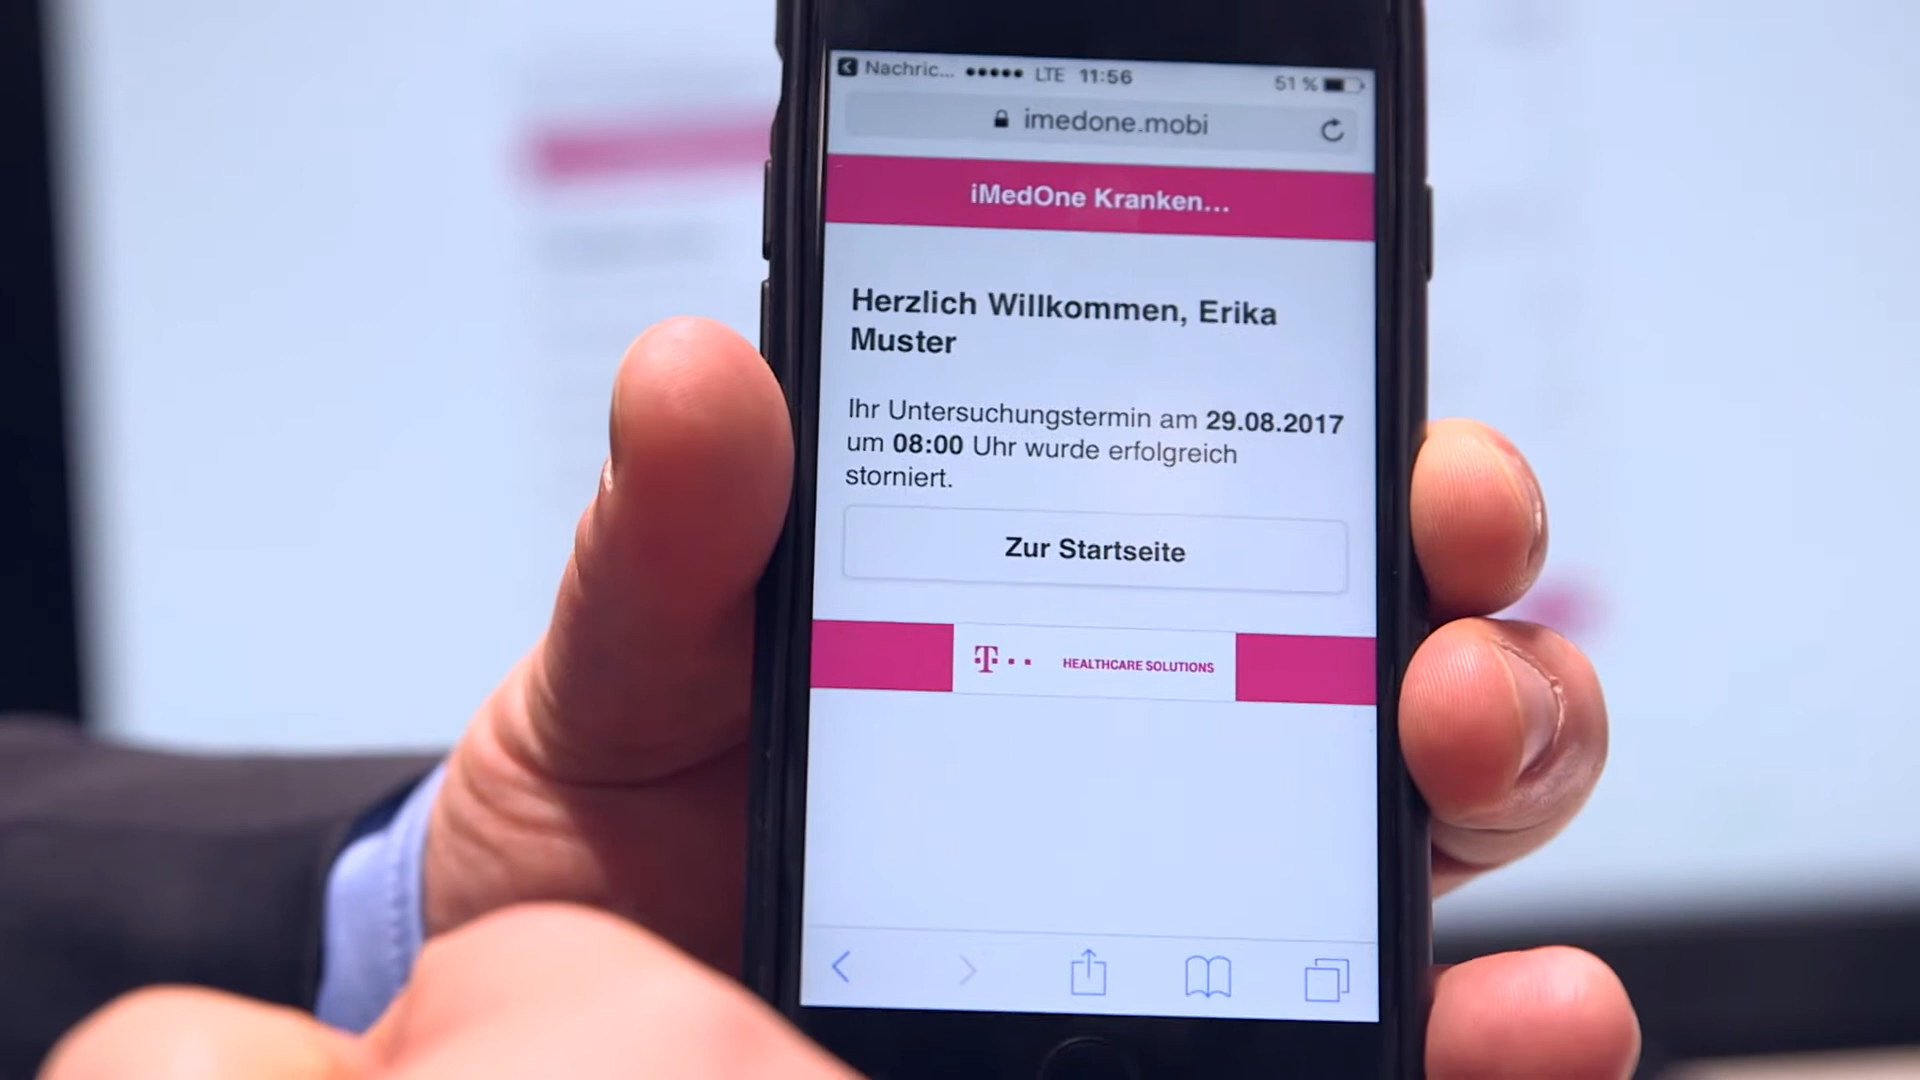 Nachric... ●●●●● LTE 11:56 51 %
imedone.mobi
iMedOne Kranken...
Herzlich Willkommen, Erika
Muster
Ihr Untersuchungstermin am 29.08.2017
um 08:00 Uhr wurde erfolgreich
storniert.
Zur Startseite
T·· HEALTHCARE SOLUTIONS